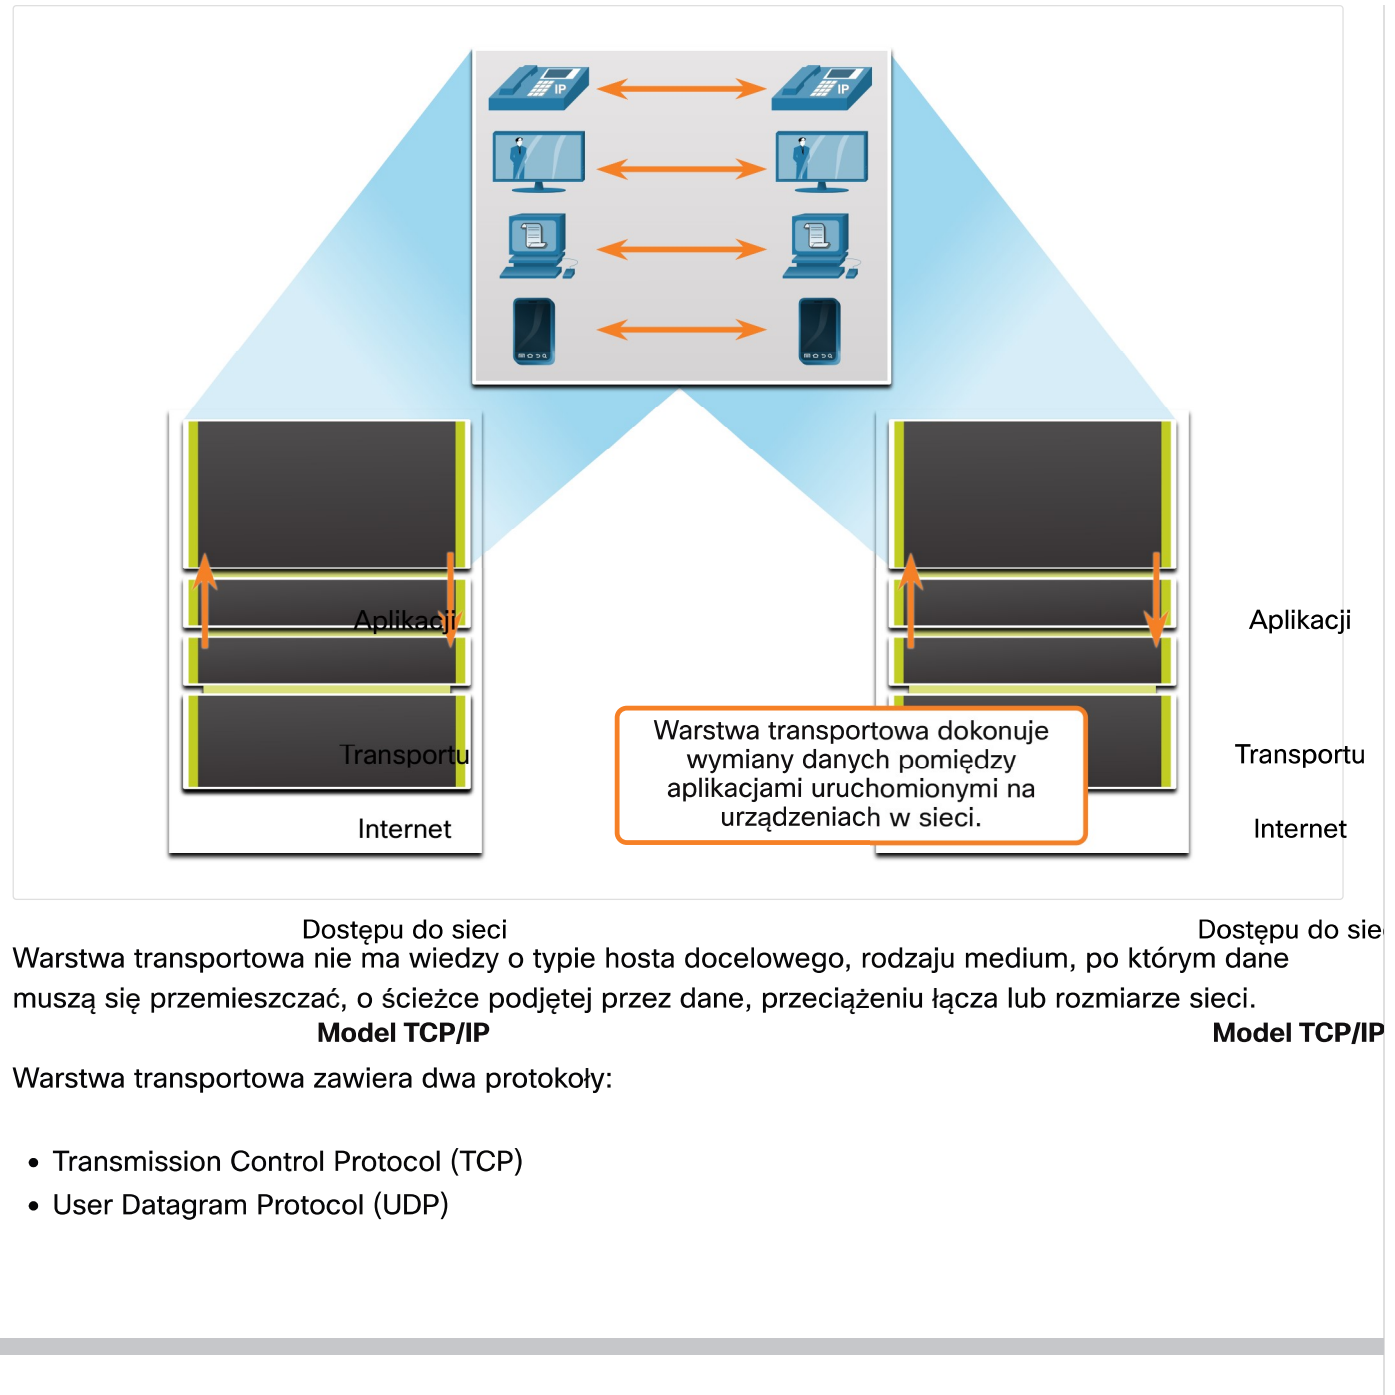 IP
IP
Aplikacji
Aplikacji
Warstwa transportowa dokonuje
wymiany danych pomiędzy
aplikacjami uruchomionymi na
urządzeniach w sieci.
Transportu
Transportu
Internet
Internet
Dostępu do sieci
Dostępu do sie
Warstwa transportowa nie ma wiedzy o typie hosta docelowego, rodzaju medium, po którym dane
muszą się przemieszczać, o ścieżce podjętej przez dane, przeciążeniu łącza lub rozmiarze sieci.
Model TCP/IP
Model TCP/IP
Warstwa transportowa zawiera dwa protokoły:
• Transmission Control Protocol (TCP)
• User Datagram Protocol (UDP)